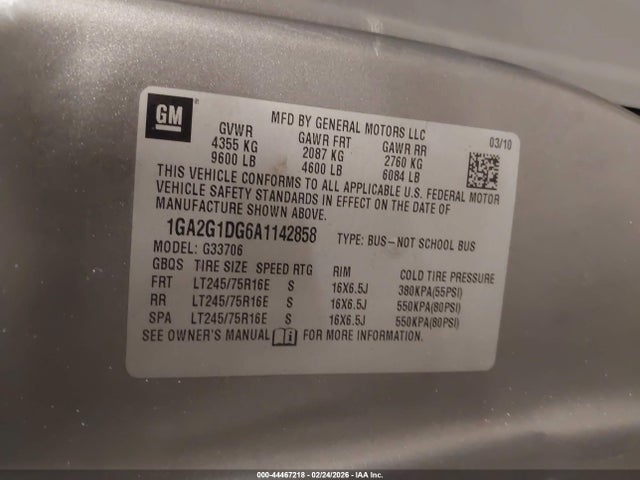 GM
MFD BY GENERAL MOTORS LLC
03/10
GVWR GAWR FRT GAWR RR
4355 KG 2087 KG 2760 KG
9600 LB 4600 LB 6084 LB
THIS VEHICLE CONFORMS TO ALL APPLICABLE U.S. FEDERAL MOTOR
VEHICLE SAFETY STANDARDS IN EFFECT ON THE DATE OF
MANUFACTURE SHOWN ABOVE.
1GA2G1DG6A1142858 TYPE: BUS-NOT SCHOOL BUS
MODEL: G33706
GBQS TIRE SIZE SPEED RTG RIM COLD TIRE PRESSURE
FRT LT245/75R16E S 16X6.5J 380KPA(55PSI)
RR LT245/75R16E S 16X6.5J 550KPA(80PSI)
SPA LT245/75R16E S 16X6.5J 550KPA(80PSI)
SEE OWNER'S MANUAL FOR MORE INFORMATION.
000-44467218 - 02/24/2026 - IAA Inc.